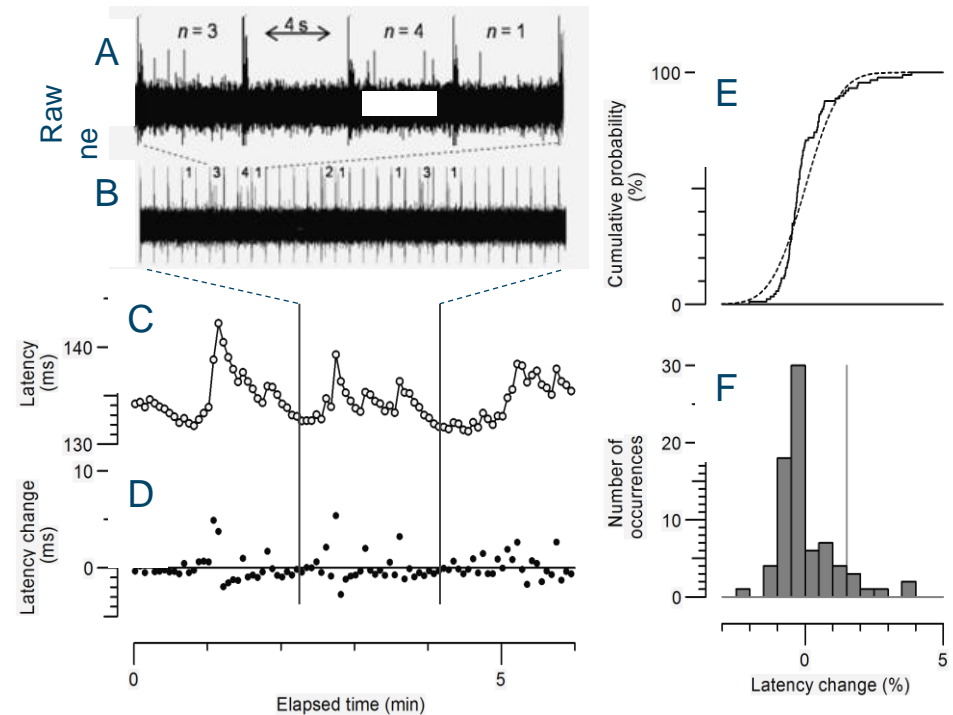 A
n = 3
4 s
n = 4
n = 1
Raw
ne
B
1 3 4 1 2 1 1 3 1
C
Latency
(ms)
140
130
D
Latency change
(ms)
10
0
0
5
Elapsed time (min)
E
Cumulative probability
(%)
100
0
F
Number of
occurrences
30
20
10
0
0
5
Latency change (%)